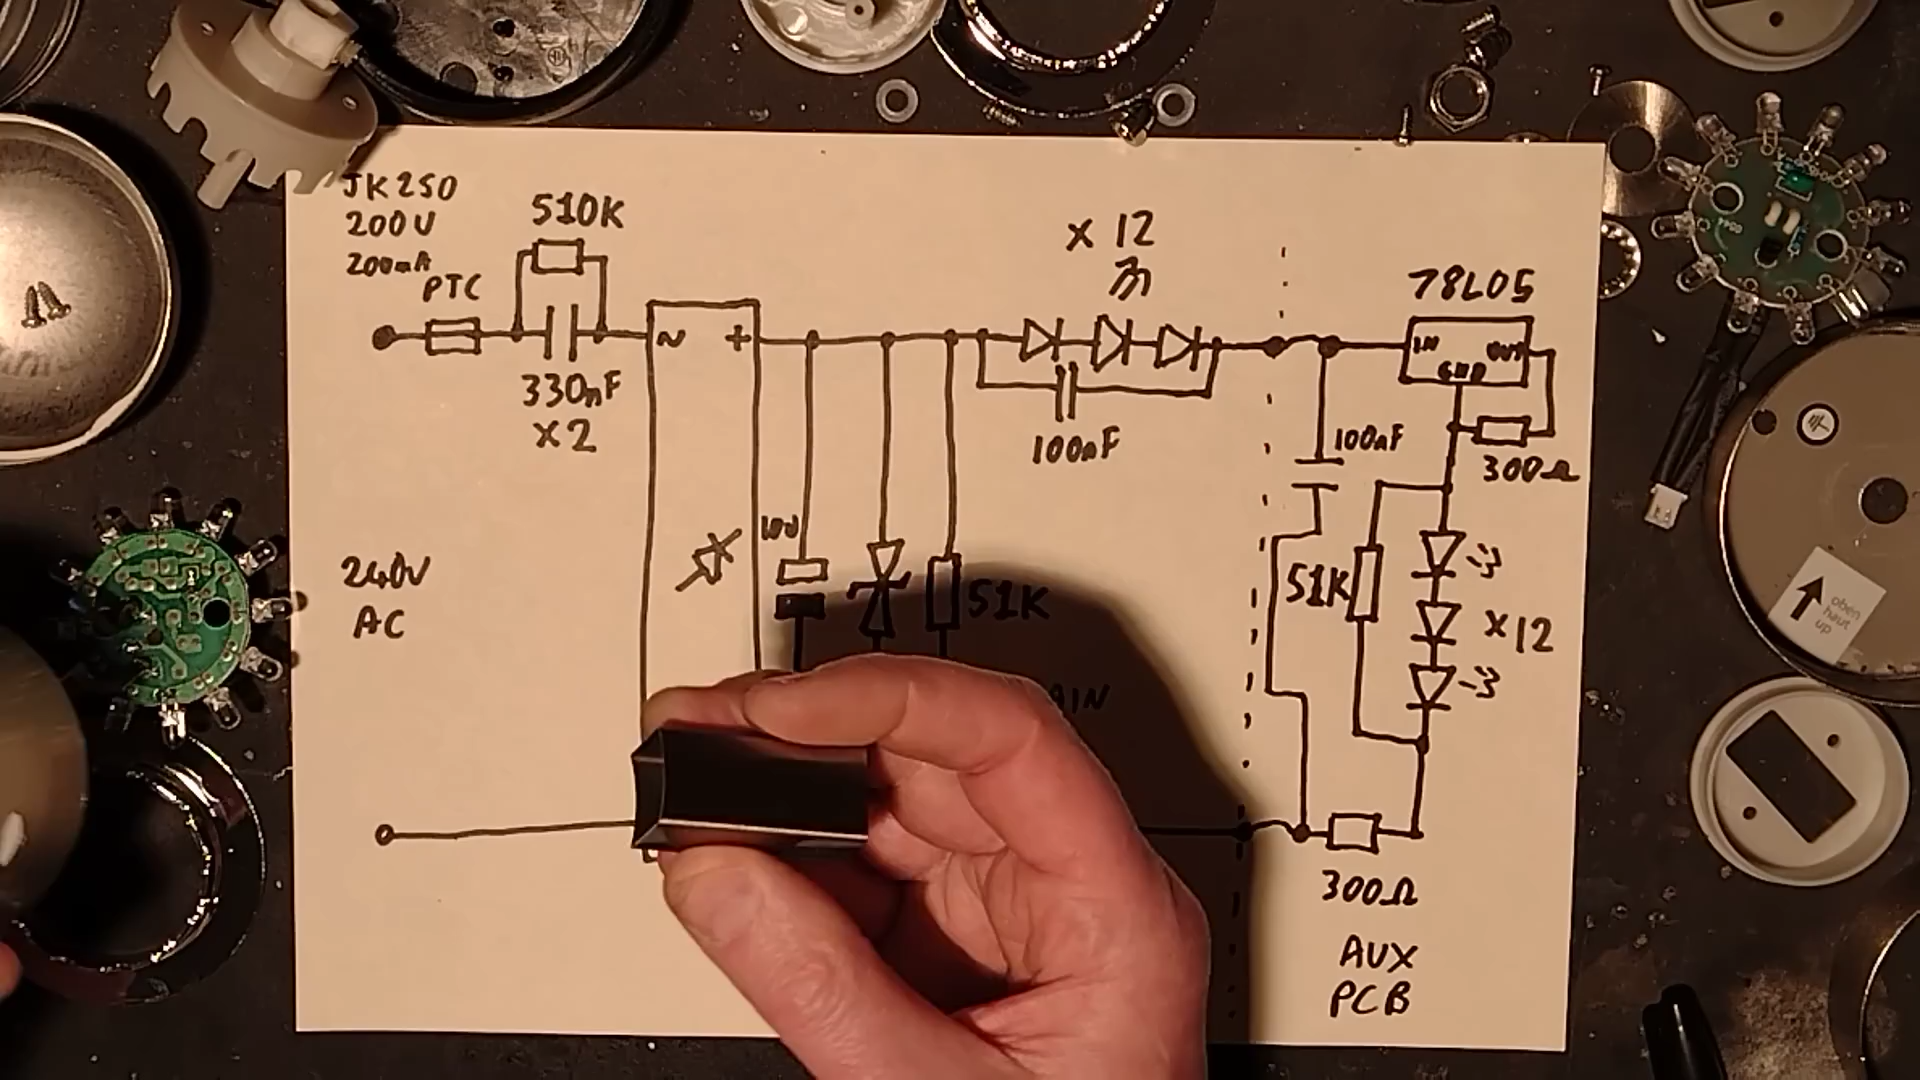 JK250
200V
200mA
PTC
510K
330nF
X2
~
+
x 12
100nF
78L05
IN
OUT
GND
100nF
300Ω
51K
x12
51K
240V
AC
300Ω
AUX
PCB
oben
haut
up